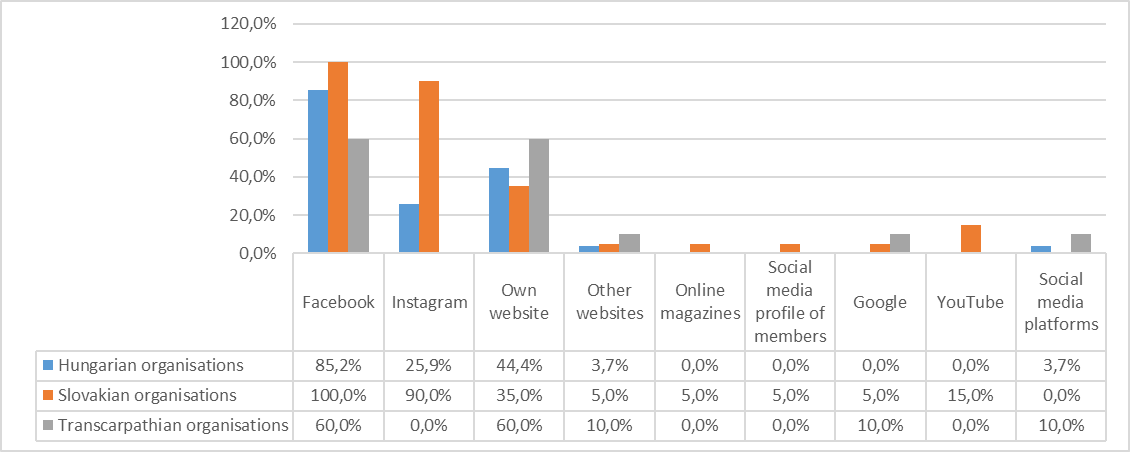 120,0%
100,0%
80,0%
60,0%
40,0%
20,0%
0,0%
Facebook
Instagram
Own
website
Other
websites
Online
magazines
Social
media
profile of
members
Google
YouTube
Social
media
platforms
Hungarian organisations 85,2% 25,9% 44,4% 3,7% 0,0% 0,0% 0,0% 0,0% 3,7%
Slovakian organisations 100,0% 90,0% 35,0% 5,0% 5,0% 5,0% 5,0% 15,0% 0,0%
Transcarpathian organisations 60,0% 0,0% 60,0% 10,0% 0,0% 0,0% 10,0% 0,0% 10,0%